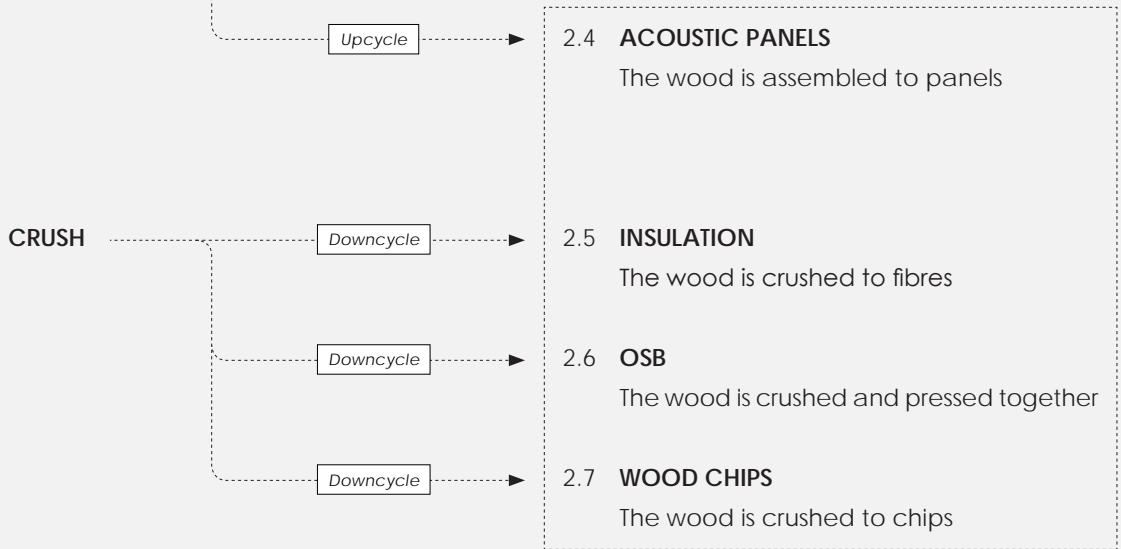 Upcycle
2.4 ACOUSTIC PANELS
The wood is assembled to panels
CRUSH
Downcycle
2.5 INSULATION
The wood is crushed to fibres
Downcycle
2.6 OSB
The wood is crushed and pressed together
Downcycle
2.7 WOOD CHIPS
The wood is crushed to chips